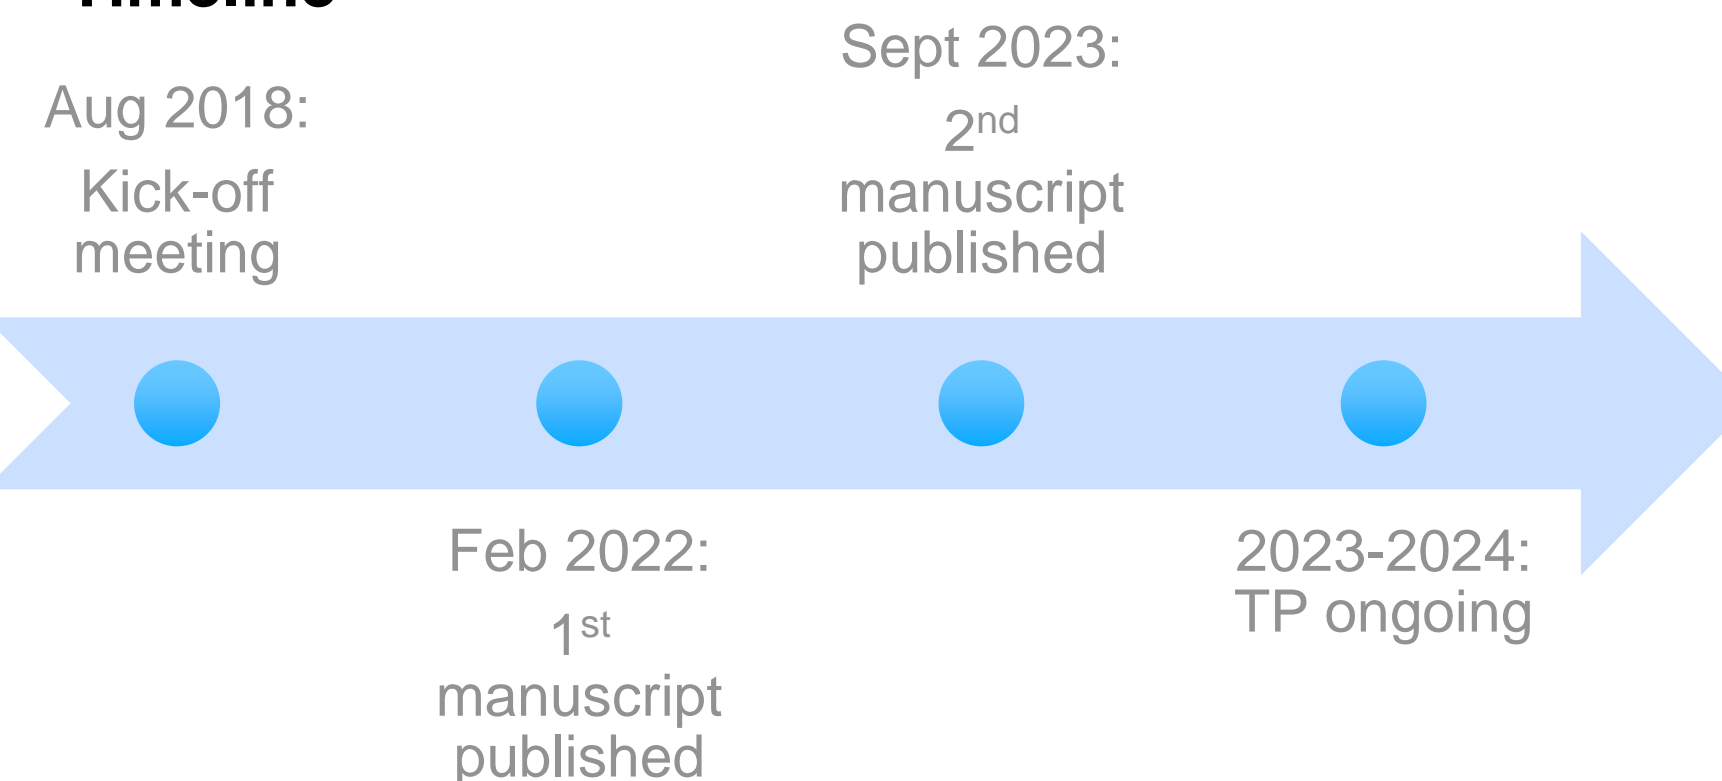 Timeline
Aug 2018:
Kick-off
meeting
Feb 2022:
1st
manuscript
published
Sept 2023:
2nd
manuscript
published
2023-2024:
TP ongoing